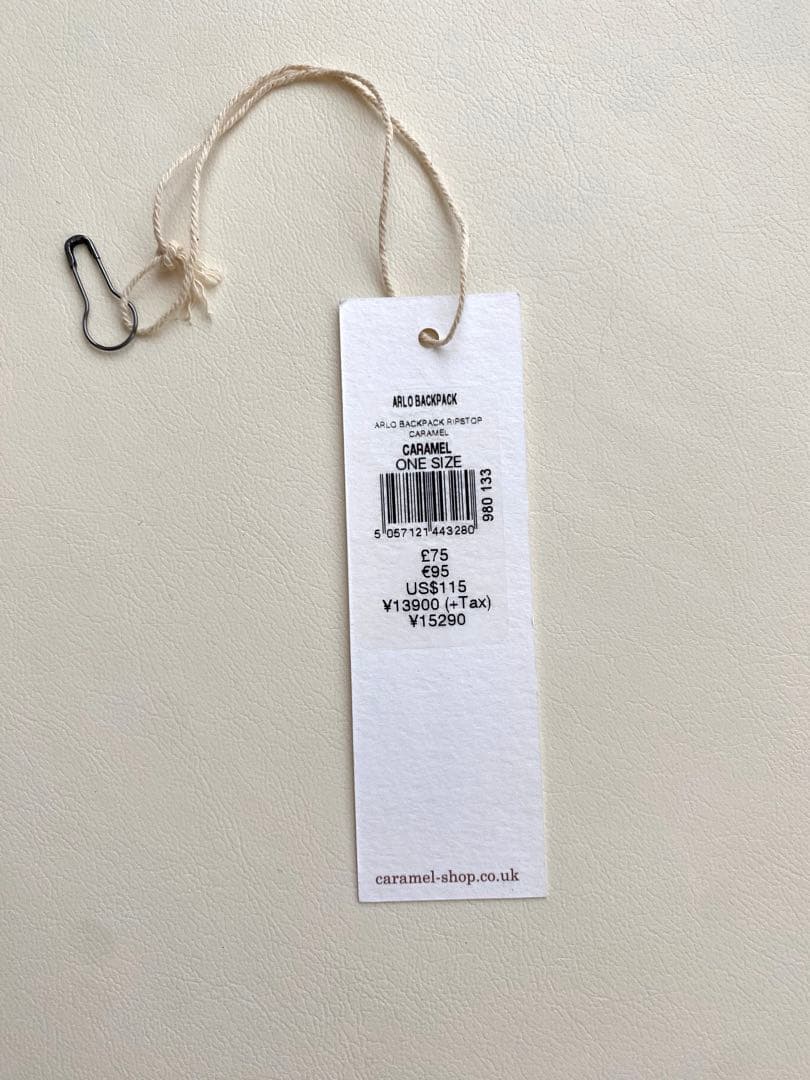 ARLO BACKPACK
ARLO BACKPACK RIPSTOP
CARAMEL
CARAMEL
ONE SIZE
980 133
5 057121 443280
£75
€95
US$115
¥13900 (+Tax)
¥15290
caramel-shop.co.uk